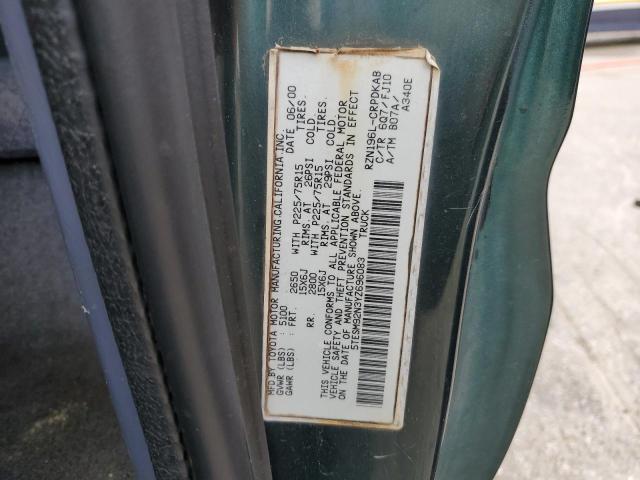 MFD BY TOYOTA MOTOR MANUFACTURING.CALIFORNIA INC. DATE 06/00
GVWR (LBS) : 5100
GAWR (LBS) : FRT. 2650 WITH P225/75R15 TIRES.
15X6J RIMS AT 26PSI COLD.
RR. 2800 WITH P225/75R15 TIRES.
15X6J RIMS AT 29PSI COLD.
THIS VEHICLE CONFORMS TO ALL APPLICABLE FEDERAL MOTOR
VEHICLE SAFETY AND THEFT PREVENTION STANDARDS IN EFFECT
ON THE DATE OF MANUFACTURE SHOWN ABOVE.
5TESM92N3YZ696083 TRUCK
RZN196L-CRPDKAB
C/TR 6Q7/FJ10
A/TM B07A/
A340E